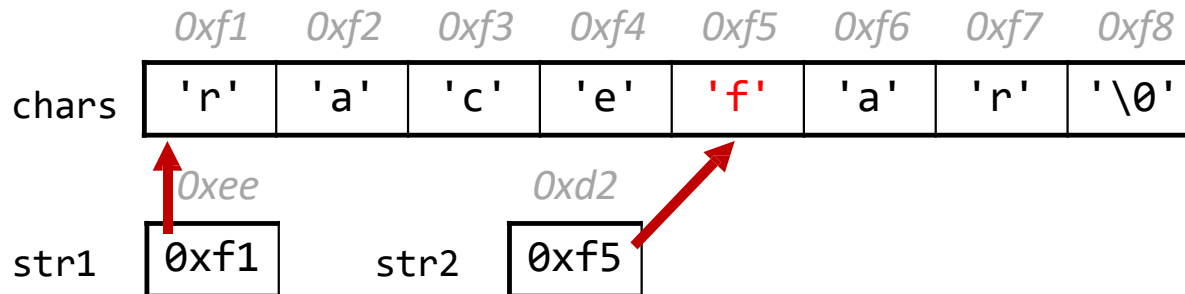 0xf1 0xf2 0xf3 0xf4 0xf5 0xf6 0xf7 0xf8
chars 'r' 'a' 'c' 'e' 'f' 'a' 'r' '\0'
0xee 0xd2
str1 0xf1 str2 0xf5